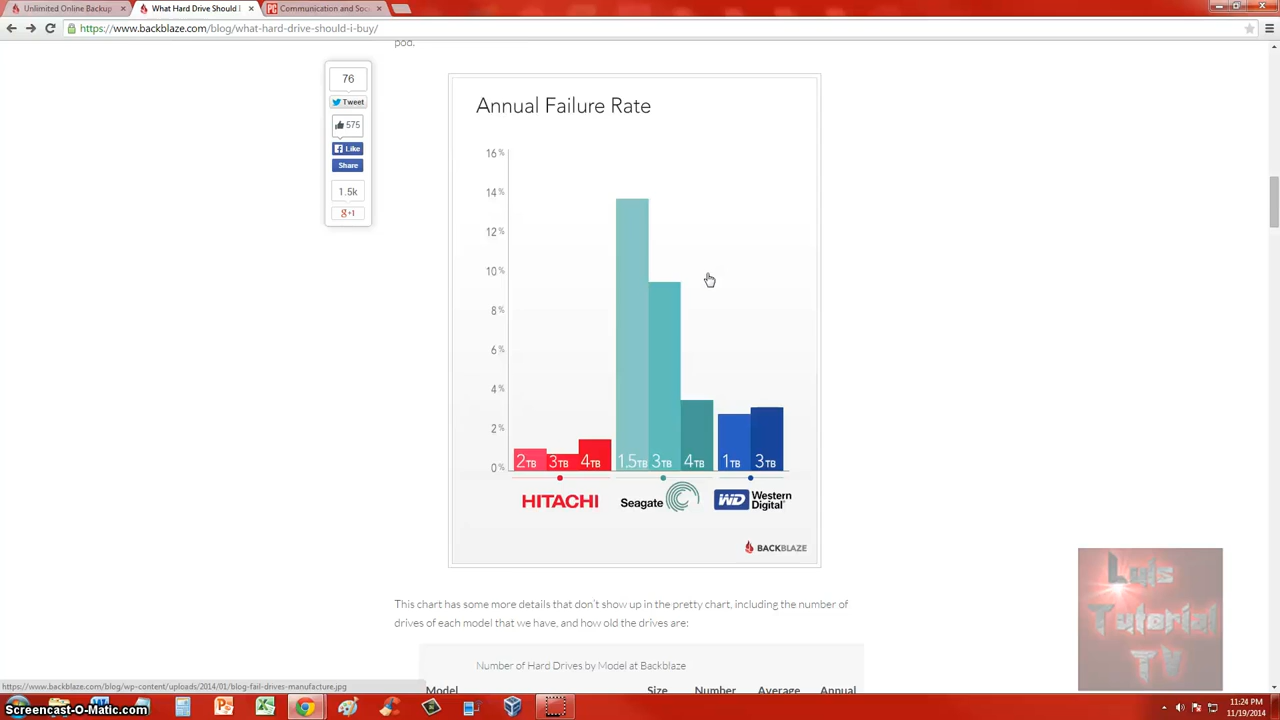 Unlimited Online Backup
What Hard Drive Should I
Communication and Soc
https://www.backblaze.com/blog/what-hard-drive-should-i-buy/
pod.
76
Tweet
575
Like
Share
1.5k
g+1
Annual Failure Rate
16%
14%
12%
10%
8%
6%
4%
2%
0%
2TB 3TB 4TB 1.5TB 3TB 4TB 1TB 3TB
HITACHI Seagate WD Western Digital
BACKBLAZE
This chart has some more details that don't show up in the pretty chart, including the number of
drives of each model that we have, and how old the drives are:
Number of Hard Drives by Model at Backblaze
Model Size Number Average Annual
https://www.backblaze.com/blog/wp-content/uploads/2014/01/blog-fail-drives-manufacture.jpg
Luis
Tutorial
TV
Screencast-O-Matic.com
11:24 PM
11/19/2014